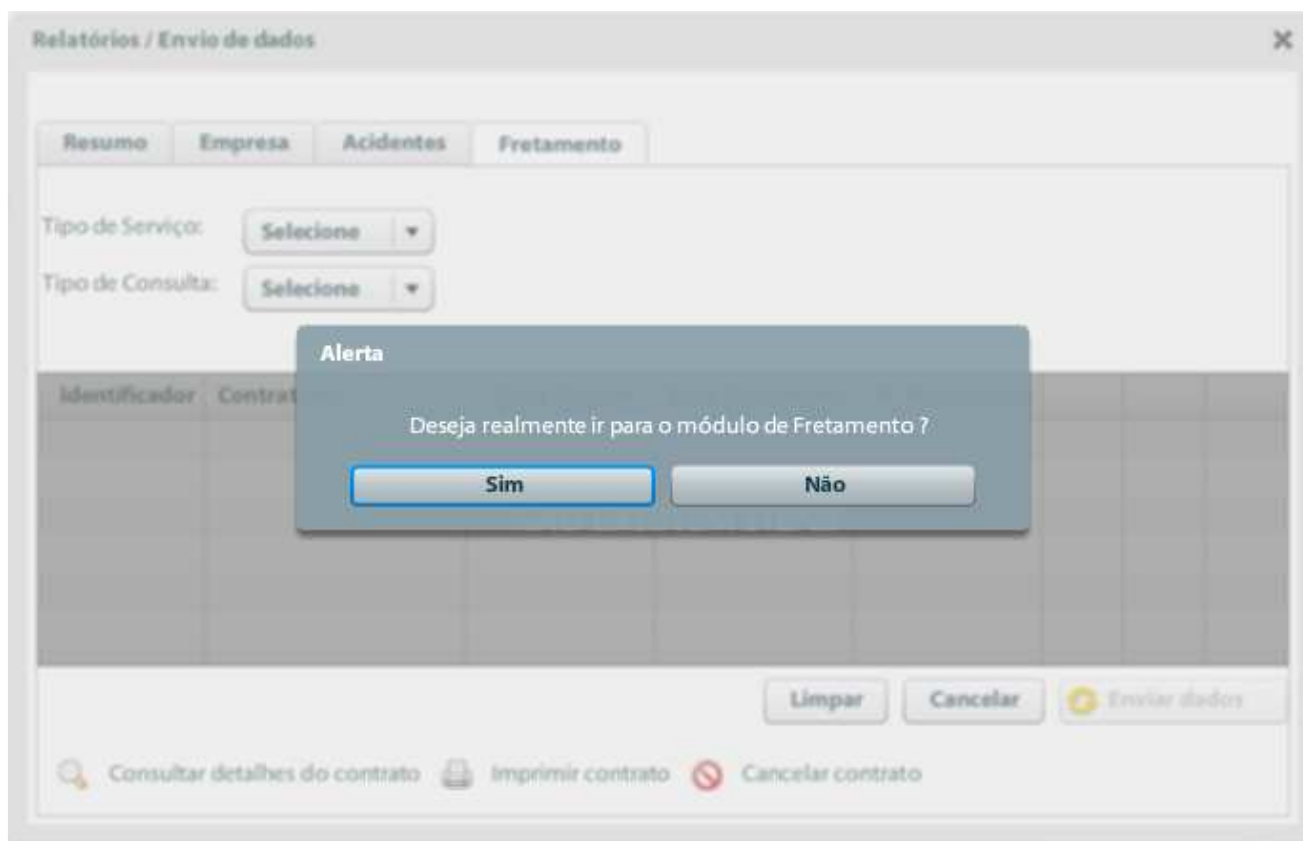 Relatórios / Envio de dados
Resumo Empresa Acidentes Fretamento
Tipo de Serviço: Selecione
Tipo de Consulta: Selecione
Alerta
Identificador
Deseja realmente ir para o módulo de Fretamento ?
Sim Não
Limpar Cancelar Enviar dados
Consultar detalhes do contrato Imprimir contrato Cancelar contrato